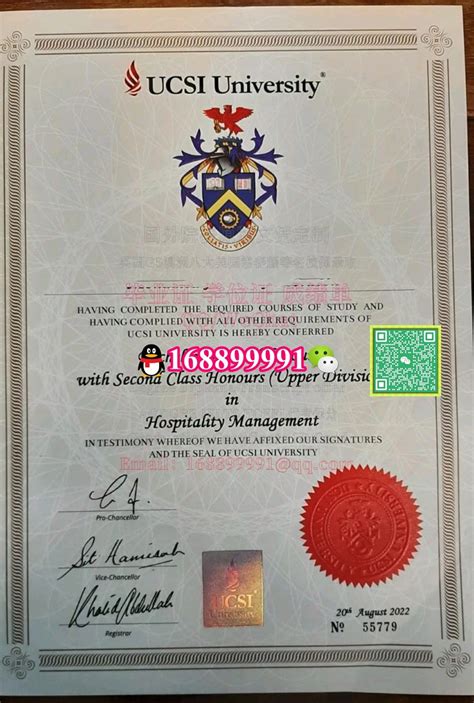 UCSI University
COLLATIS VIRIBUS
毕业证 学位证 成绩单
HAVING COMPLETED THE REQUIRED COURSES OF STUDY AND
HAVING COMPLIED WITH ALL OTHER REQUIREMENTS OF
UCSI UNIVERSITY IS HEREBY CONFERRED
168899991
with Second Class Honours (Upper Divisio
in
Hospitality Management
IN TESTIMONY WHEREOF WE HAVE AFFIXED OUR SIGNATURES
AND THE SEAL OF UCSI UNIVERSITY
Email: 168899991@qq.com
Pro-Chancellor
Vice-Chancellor
Registrar
UCSI
University
20th August 2022
Nº 55779